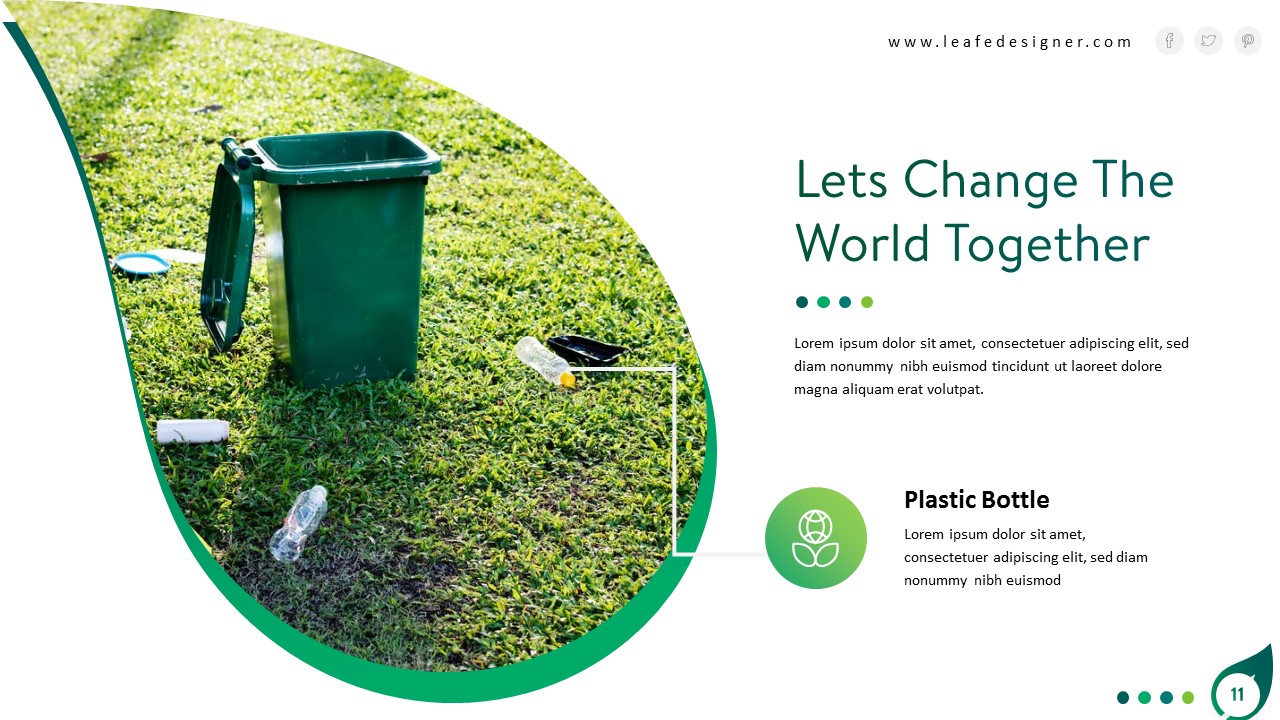 www.leafedesigner.com
Lets Change The
World Together
Lorem ipsum dolor sit amet, consectetuer adipiscing elit, sed
diam nonummy nibh euismod tincidunt ut laoreet dolore
magna aliquam erat volutpat.
Plastic Bottle
Lorem ipsum dolor sit amet,
consectetuer adipiscing elit, sed diam
nonummy nibh euismod
11